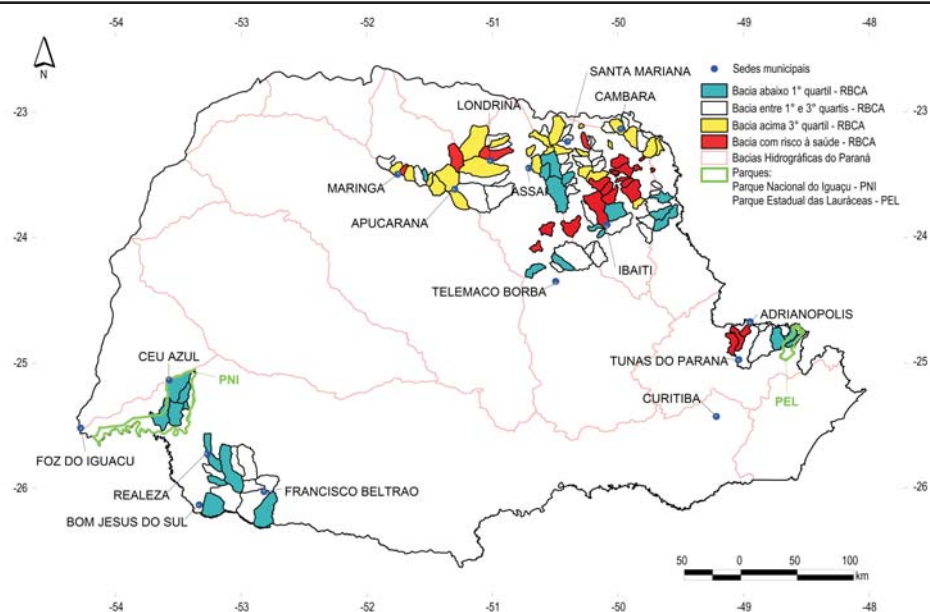 -54
-53
-52
-51
-50
-49
-48
N
SANTA MARIANA
CAMBARA
LONDRINA
Sedes municipais
Bacia abaixo 1° quartil - RBCA
Bacia entre 1° e 3° quartis - RBCA
Bacia acima 3° quartil - RBCA
Bacia com risco à saúde - RBCA
Bacias Hidrográficas do Paraná
Parques:
Parque Nacional do Iguaçu - PNI
Parque Estadual das Lauráceas - PEL
-23
-23
MARINGA
ASSAI
APUCARANA
-24
-24
IBAITI
TELEMACO BORBA
ADRIANOPOLIS
CEU AZUL
PNI
TUNAS DO PARANA
-25
-25
CURITIBA
PEL
FOZ DO IGUACU
REALEZA
FRANCISCO BELTRAO
-26
-26
BOM JESUS DO SUL
50 0 50 100
km
-54
-53
-52
-51
-50
-49
-48